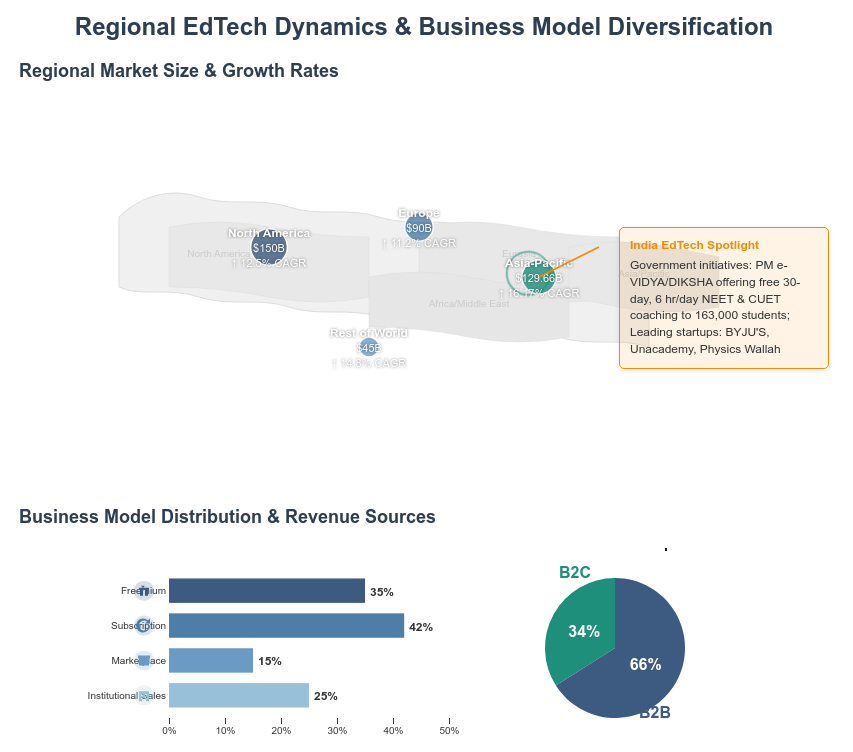 Regional EdTech Dynamics & Business Model Diversification
Regional Market Size & Growth Rates
North America
$150B
↑ 12.5% CAGR
North America
Europe
$90B
↑ 11.2% CAGR
Asia-Pacific
$129.66B
↑ 16.17% CAGR
Africa/Middle East
Asia-Pacific
Rest of World
$45B
↑ 14.8% CAGR
India EdTech Spotlight
Government initiatives: PM e-
VIDYA/DIKSHA offering free 30-
day, 6 hr/day NEET & CUET
coaching to 163,000 students;
Leading startups: BYJU'S,
Unacademy, Physics Wallah
Business Model Distribution & Revenue Sources
Freemium
35%
Subscription
42%
Marketplace
15%
Institutional Sales
25%
0%
10%
20%
30%
40%
50%
B2C
34%
66%
B2B